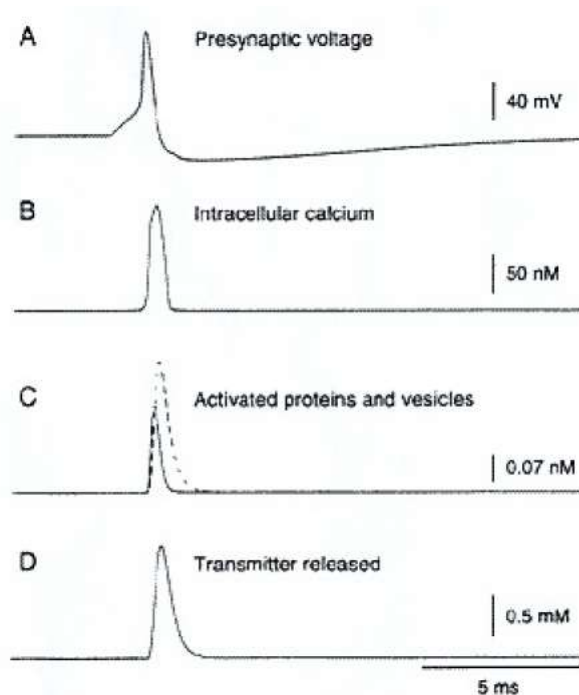 A
Presynaptic voltage
40 mV
B
Intracellular calcium
50 nM
C
Activated proteins and vesicles
0.07 nM
D
Transmitter released
0.5 mM
5 ms